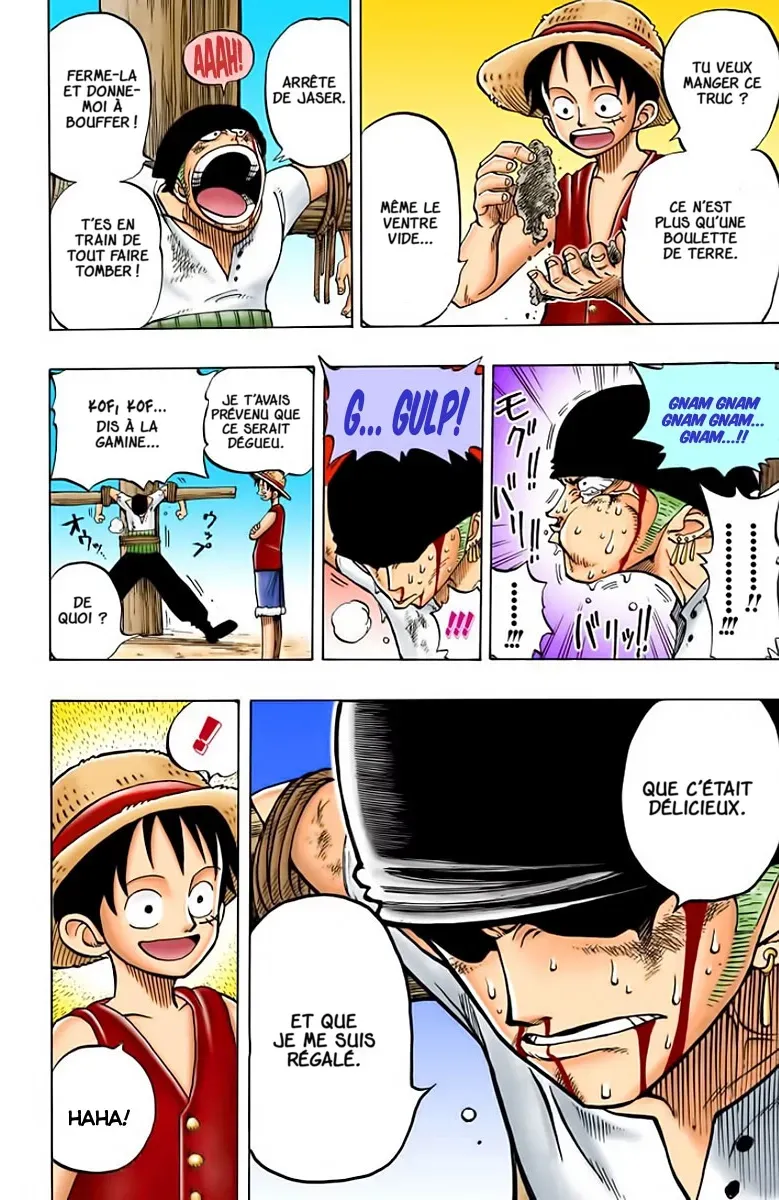 TU VEUX
MANGER CE
TRUC ?
CE N'EST
PLUS QU'UNE
BOULETTE
DE TERRE.
MÊME LE
VENTRE
VIDE...
ARRÊTE
DE JASER.
AAAH!
FERME-LA
ET DONNE-
MOI À
BOUFFER !
T'ES EN
TRAIN DE
TOUT FAIRE
TOMBER !
GNAM GNAM
GNAM GNAM...
GNAM...!!
........!!!
モグ!!
バリ!!
バリッ!!
......!!!
G... GULP!
!!!
JE T'AVAIS
PRÉVENU QUE
CE SERAIT
DÉGUEU.
KOF, KOF...
DIS À LA
GAMINE...
ウップ
オウッ..
DE
QUOI ?
QUE C'ÉTAIT
DÉLICIEUX.
ET QUE
JE ME SUIS
RÉGALÉ.
!
HAHA!